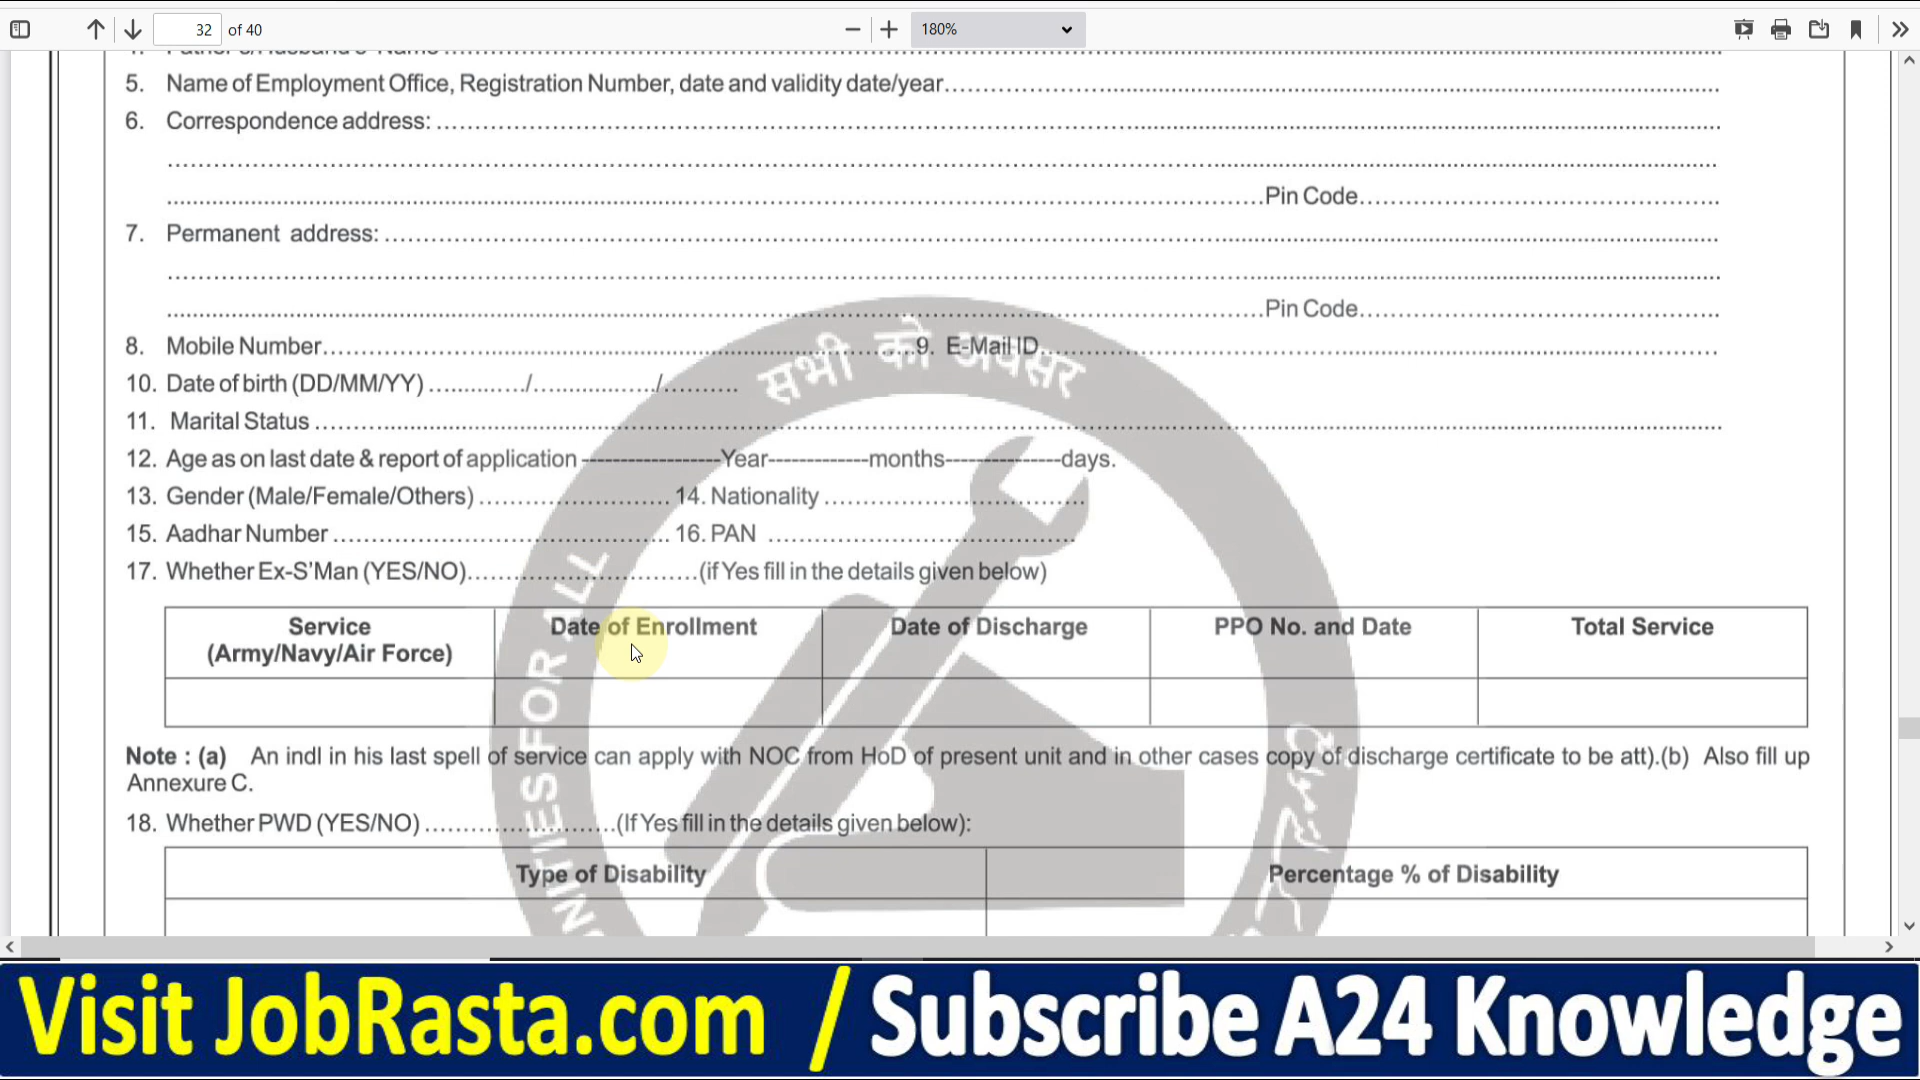 32 of 40
180%
4. Father's/Husband's Name
5. Name of Employment Office, Registration Number, date and validity date/year
6. Correspondence address:
Pin Code
7. Permanent address:
Pin Code
8. Mobile Number 9. E-Mail ID
10. Date of birth (DD/MM/YY) / /
11. Marital Status
12. Age as on last date & report of application Year months days.
13. Gender (Male/Female/Others) 14. Nationality
15. Aadhar Number 16. PAN
17. Whether Ex-S'Man (YES/NO) (if Yes fill in the details given below)
Service Date of Enrollment Date of Discharge PPO No. and Date Total Service
(Army/Navy/Air Force)
Note : (a) An indl in his last spell of service can apply with NOC from HoD of present unit and in other cases copy of discharge certificate to be att).(b) Also fill up
Annexure C.
18. Whether PWD (YES/NO) (If Yes fill in the details given below):
Type of Disability Percentage % of Disability
सभी को अवसर
NITIES FOR ALL
Visit JobRasta.com / Subscribe A24 Knowledge